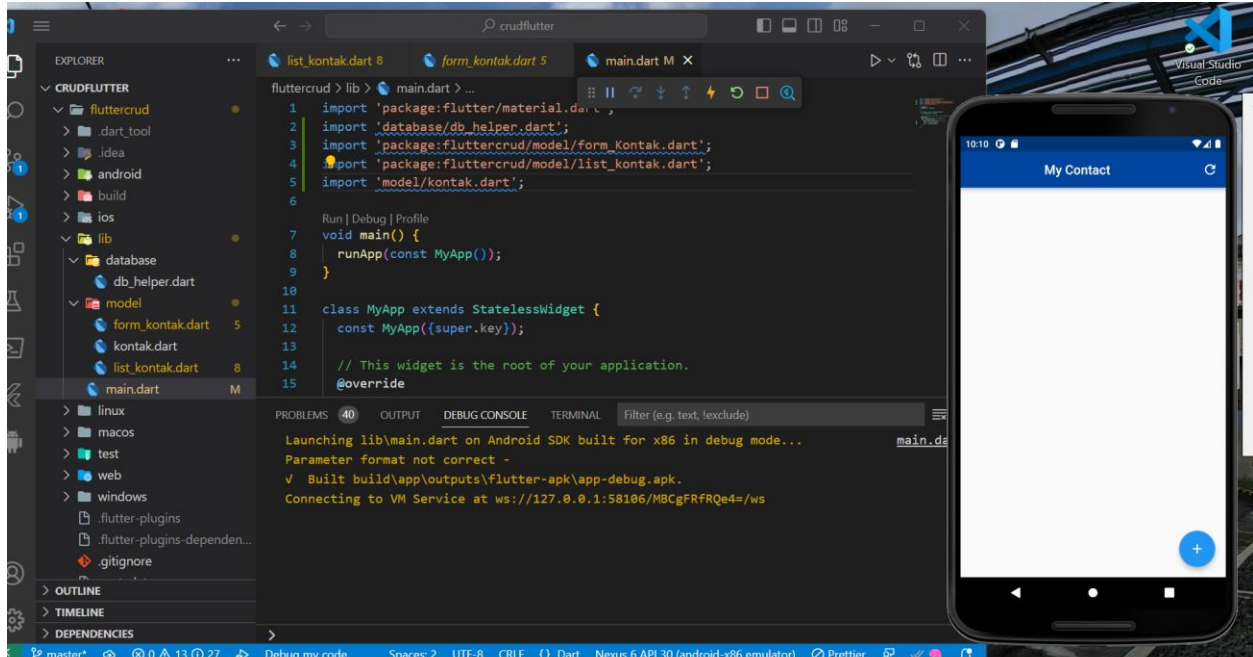 crudflutter
EXPLORER
list_kontak.dart 8
form_kontak.dart 5
main.dart M
CRUDFLUTTER
fluttercrud
.dart_tool
.idea
android
build
ios
lib
database
db_helper.dart
model
form_kontak.dart 5
kontak.dart
list_kontak.dart 8
main.dart M
linux
macos
test
web
windows
.flutter-plugins
.flutter-plugins-dependen...
.gitignore
OUTLINE
TIMELINE
DEPENDENCIES
fluttercrud > lib > main.dart > ...
1 import 'package:flutter/material.dart';
2 import 'database/db_helper.dart';
3 import 'package:fluttercrud/model/form_Kontak.dart';
4 import 'package:fluttercrud/model/list_kontak.dart';
5 import 'model/kontak.dart';
6
Run | Debug | Profile
7 void main() {
8 runApp(const MyApp());
9 }
10
11 class MyApp extends StatelessWidget {
12 const MyApp({super.key});
13
14 // This widget is the root of your application.
15 @override
PROBLEMS 40 OUTPUT DEBUG CONSOLE TERMINAL Filter (e.g. text, !exclude)
Launching lib\main.dart on Android SDK built for x86 in debug mode...
main.da
Parameter format not correct -
√ Built build\app\outputs\flutter-apk\app-debug.apk.
Connecting to VM Service at ws://127.0.0.1:58106/MBCgFRfRQe4=/ws
>
master* 0 13 27 Debug my code Spaces: 2 UTF-8 CRLF {} Dart Nexus 6 API 30 (android-x86 emulator) Prettier
Visual Studio
Code
10:10
My Contact
+